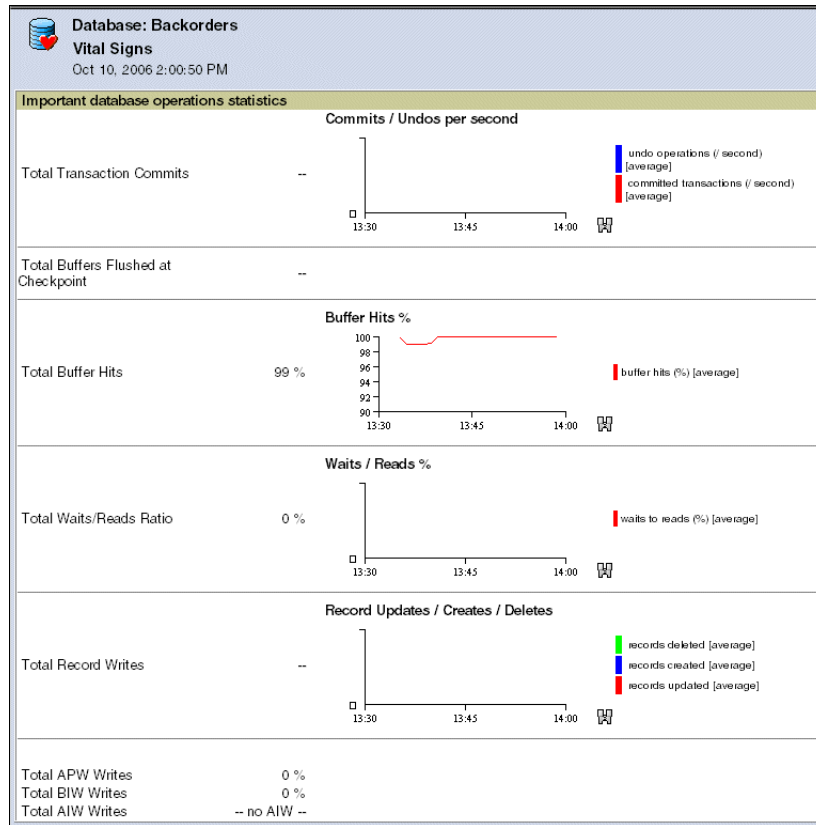 Database: Backorders
Vital Signs
Oct 10, 2006 2:00:50 PM
Important database operations statistics
Commits / Undos per second
Total Transaction Commits --
undo operations (/ second)
[average]
committed transactions (/ second)
[average]
0
13:30 13:45 14:00
Total Buffers Flushed at
Checkpoint --
Buffer Hits %
100
98
96
94
92
90
Total Buffer Hits 99 %
buffer hits (%) [average]
13:30 13:45 14:00
Waits / Reads %
Total Waits/Reads Ratio 0 %
waits to reads (%) [average]
0
13:30 13:45 14:00
Record Updates / Creates / Deletes
records deleted [average]
Total Record Writes --
records created [average]
records updated [average]
0
13:30 13:45 14:00
Total APW Writes 0 %
Total BIW Writes 0 %
Total AIW Writes -- no AIW --